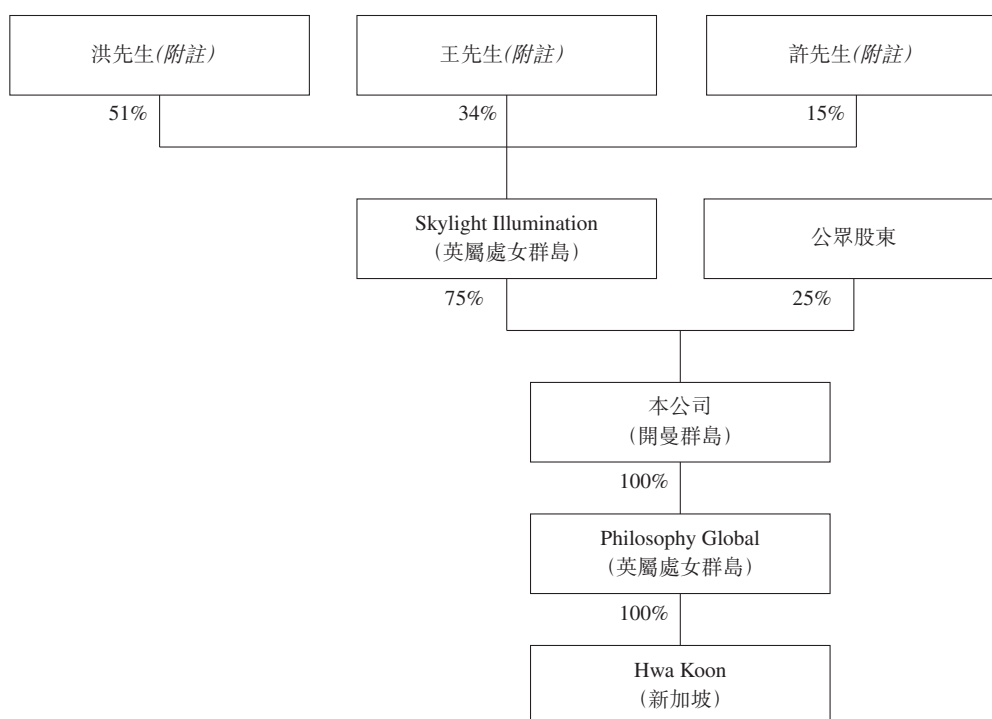 洪先生(附註)
王先生(附註)
許先生(附註)
51%
34%
15%
Skylight Illumination
（英屬處女群島）
公眾股東
75%
25%
本公司
（開曼群島）
100%
Philosophy Global
（英屬處女群島）
100%
Hwa Koon
（新加坡）